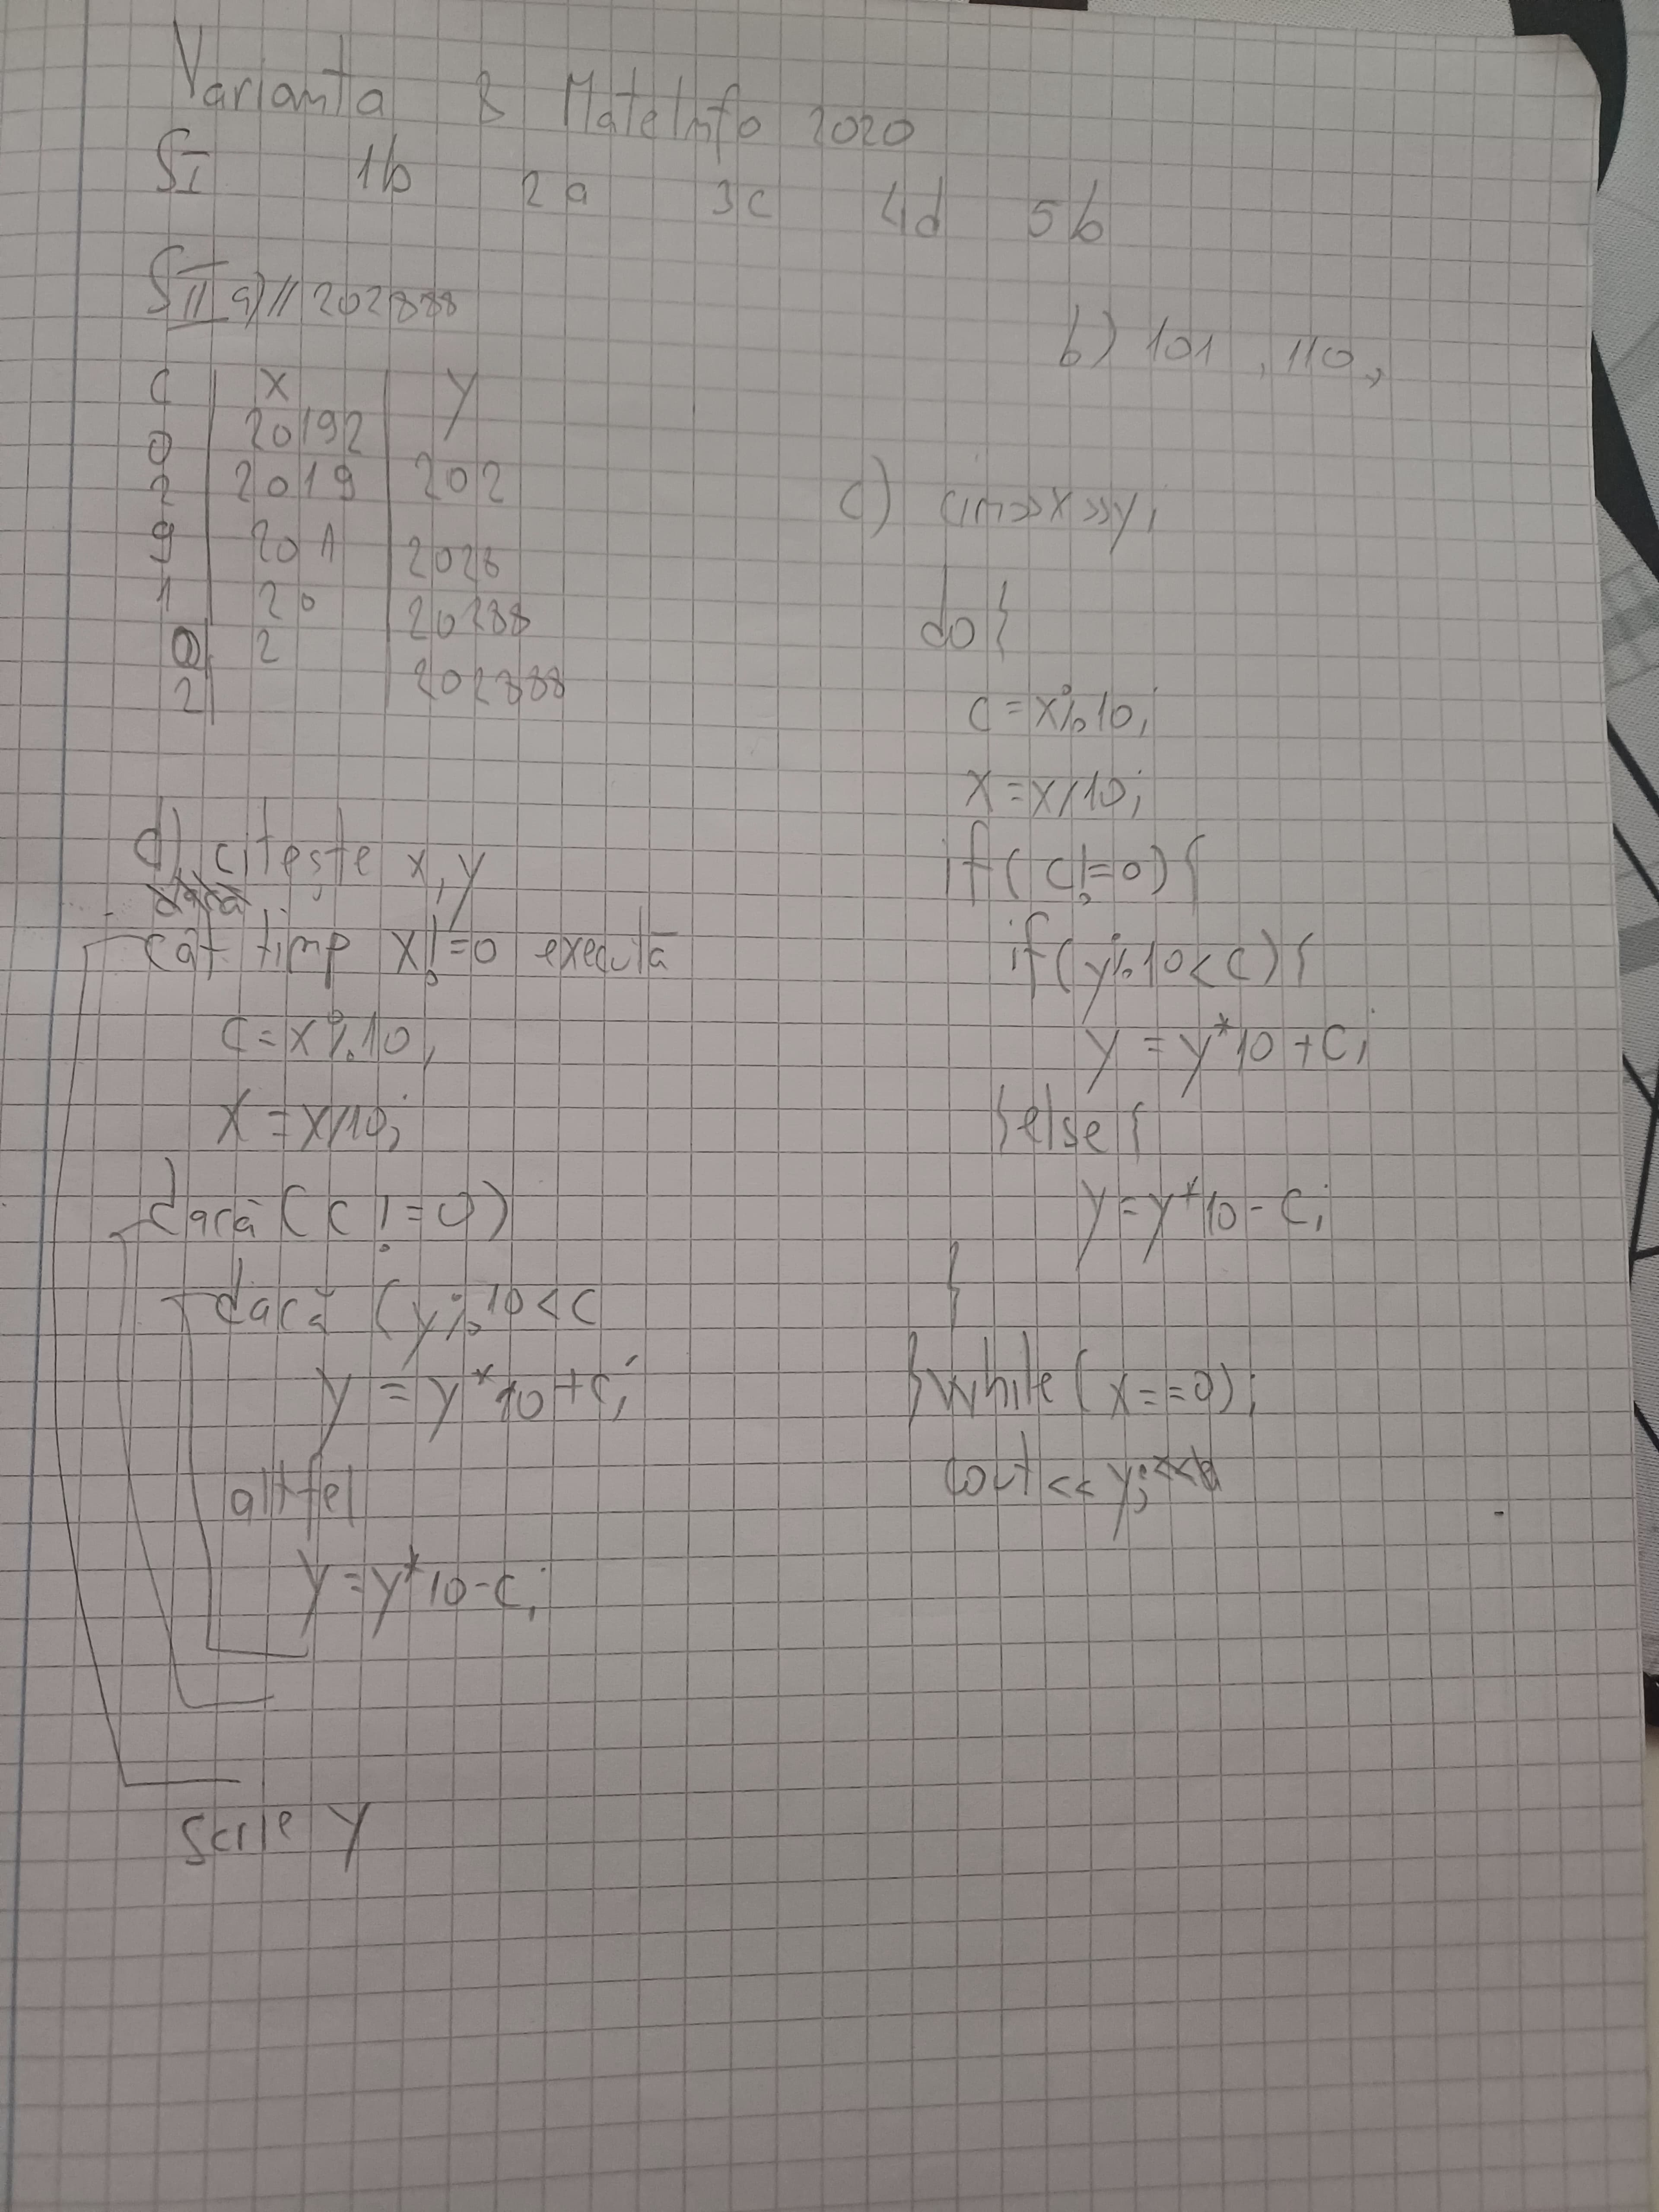 Varianta 8 MateInfo 2020
SI 1b 2a 3c 4d 5b
SII a) // 202888
c x y
0 20192
2 2019 202
9 201 2028
1 20 20288
0 2
2 202888
b) 101, 110,
c) cin>>x>>y;
do{
c=x%10;
x=x/10;
if(c!=0){
if(y%10<c){
y=y*10+c;
}else{
y=y*10-c;
}
}while(x==0);
cout<<y;
d) citește x,y
cât timp x!=0 execută
c=x%10;
x=x/10;
dacă (c!=0)
dacă (y%10<c
y=y*10+c;
altfel
y=y*10-c;
scrie y